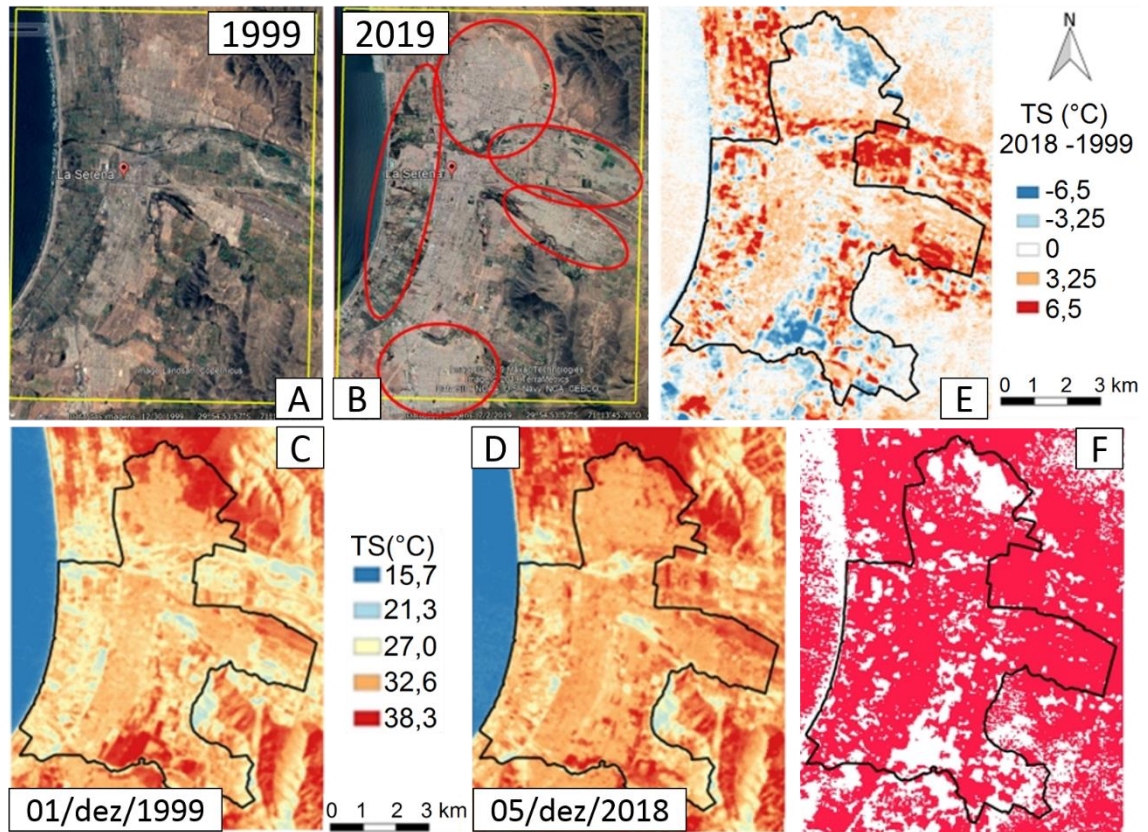 1999
2019
La Serena
La Serena
A
B
N
TS (°C)
2018 -1999
-6,5
-3,25
0
3,25
6,5
0 1 2 3 km
E
C
TS(°C)
15,7
21,3
27,0
32,6
38,3
D
F
01/dez/1999
0 1 2 3 4 km
05/dez/2018